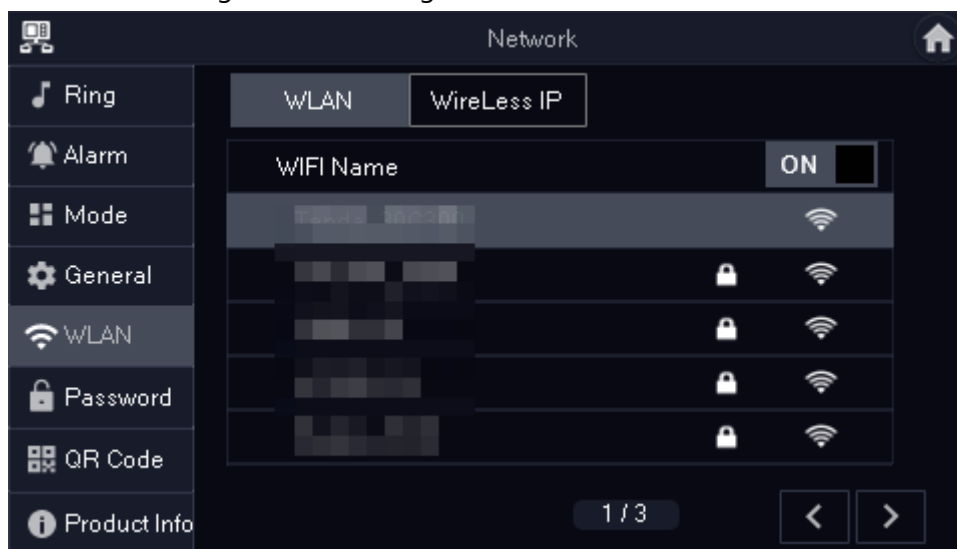 Network
Ring
Alarm
Mode
General
WLAN
Password
QR Code
Product Info
WLAN
WireLess IP
WIFI Name
ON
1 / 3